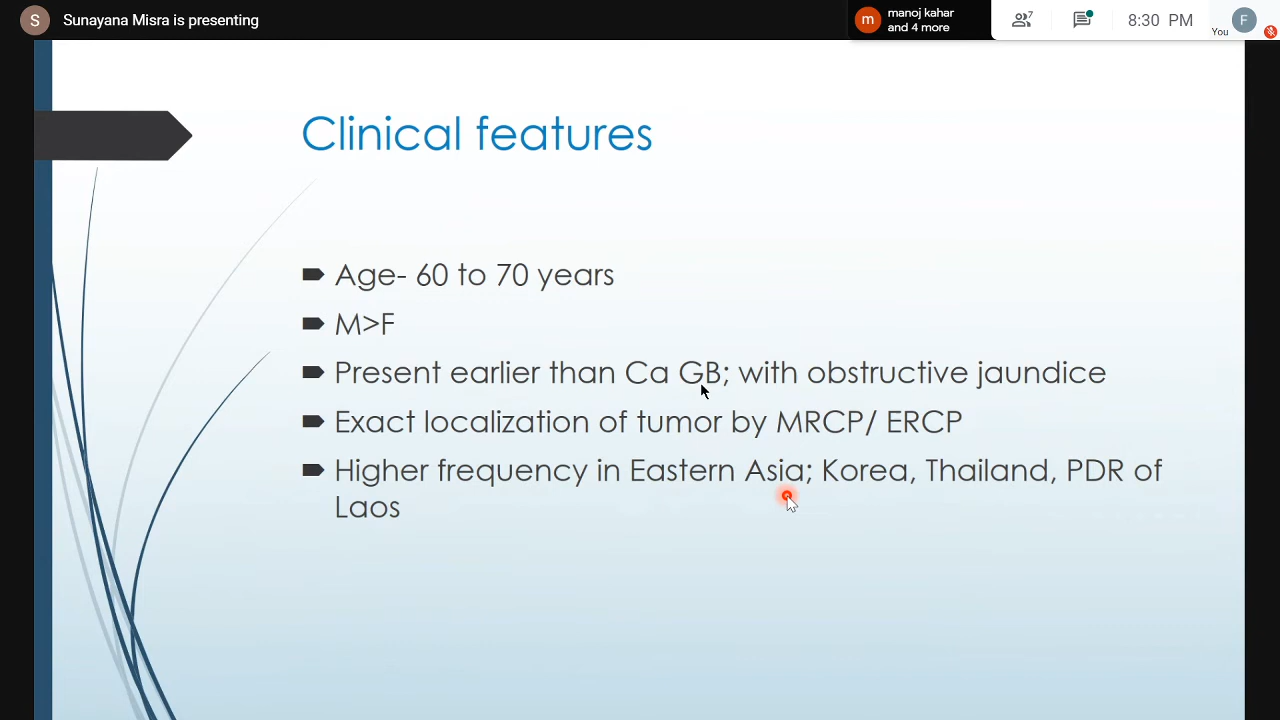 S Sunayana Misra is presenting
m manoj kahar
and 4 more
7
8:30 PM
You
F
Clinical features
Age- 60 to 70 years
M>F
Present earlier than Ca GB; with obstructive jaundice
Exact localization of tumor by MRCP/ ERCP
Higher frequency in Eastern Asia; Korea, Thailand, PDR of
Laos